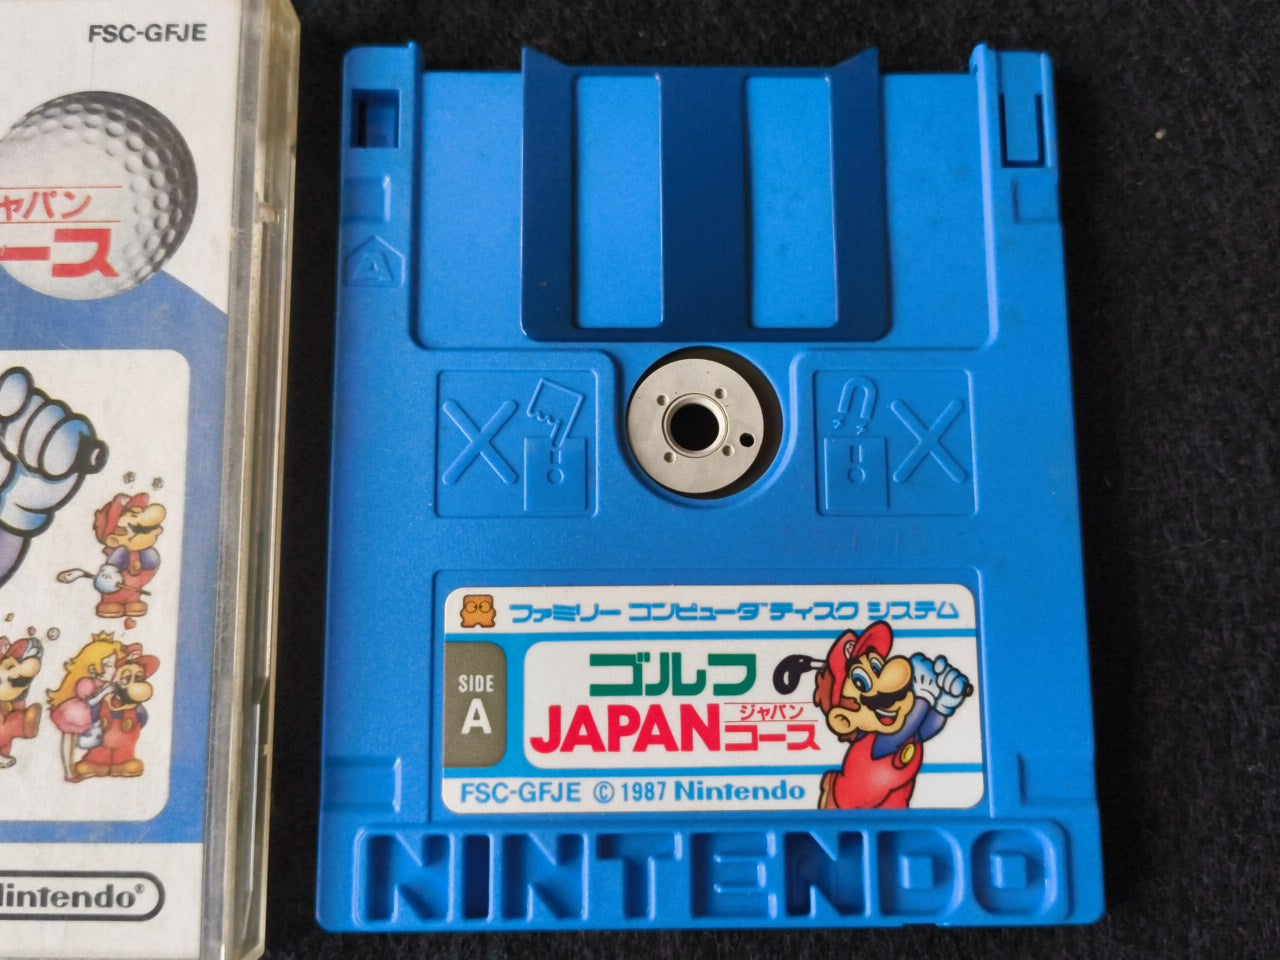 FSC-GFJE
ャパン
ース
Nintendo®
A
ファミリー コンピュータ ディスク システム
SIDE
A
ゴルフ
JAPAN
ジャパン
コース
FSC-GFJE © 1987 Nintendo
NINTENDO